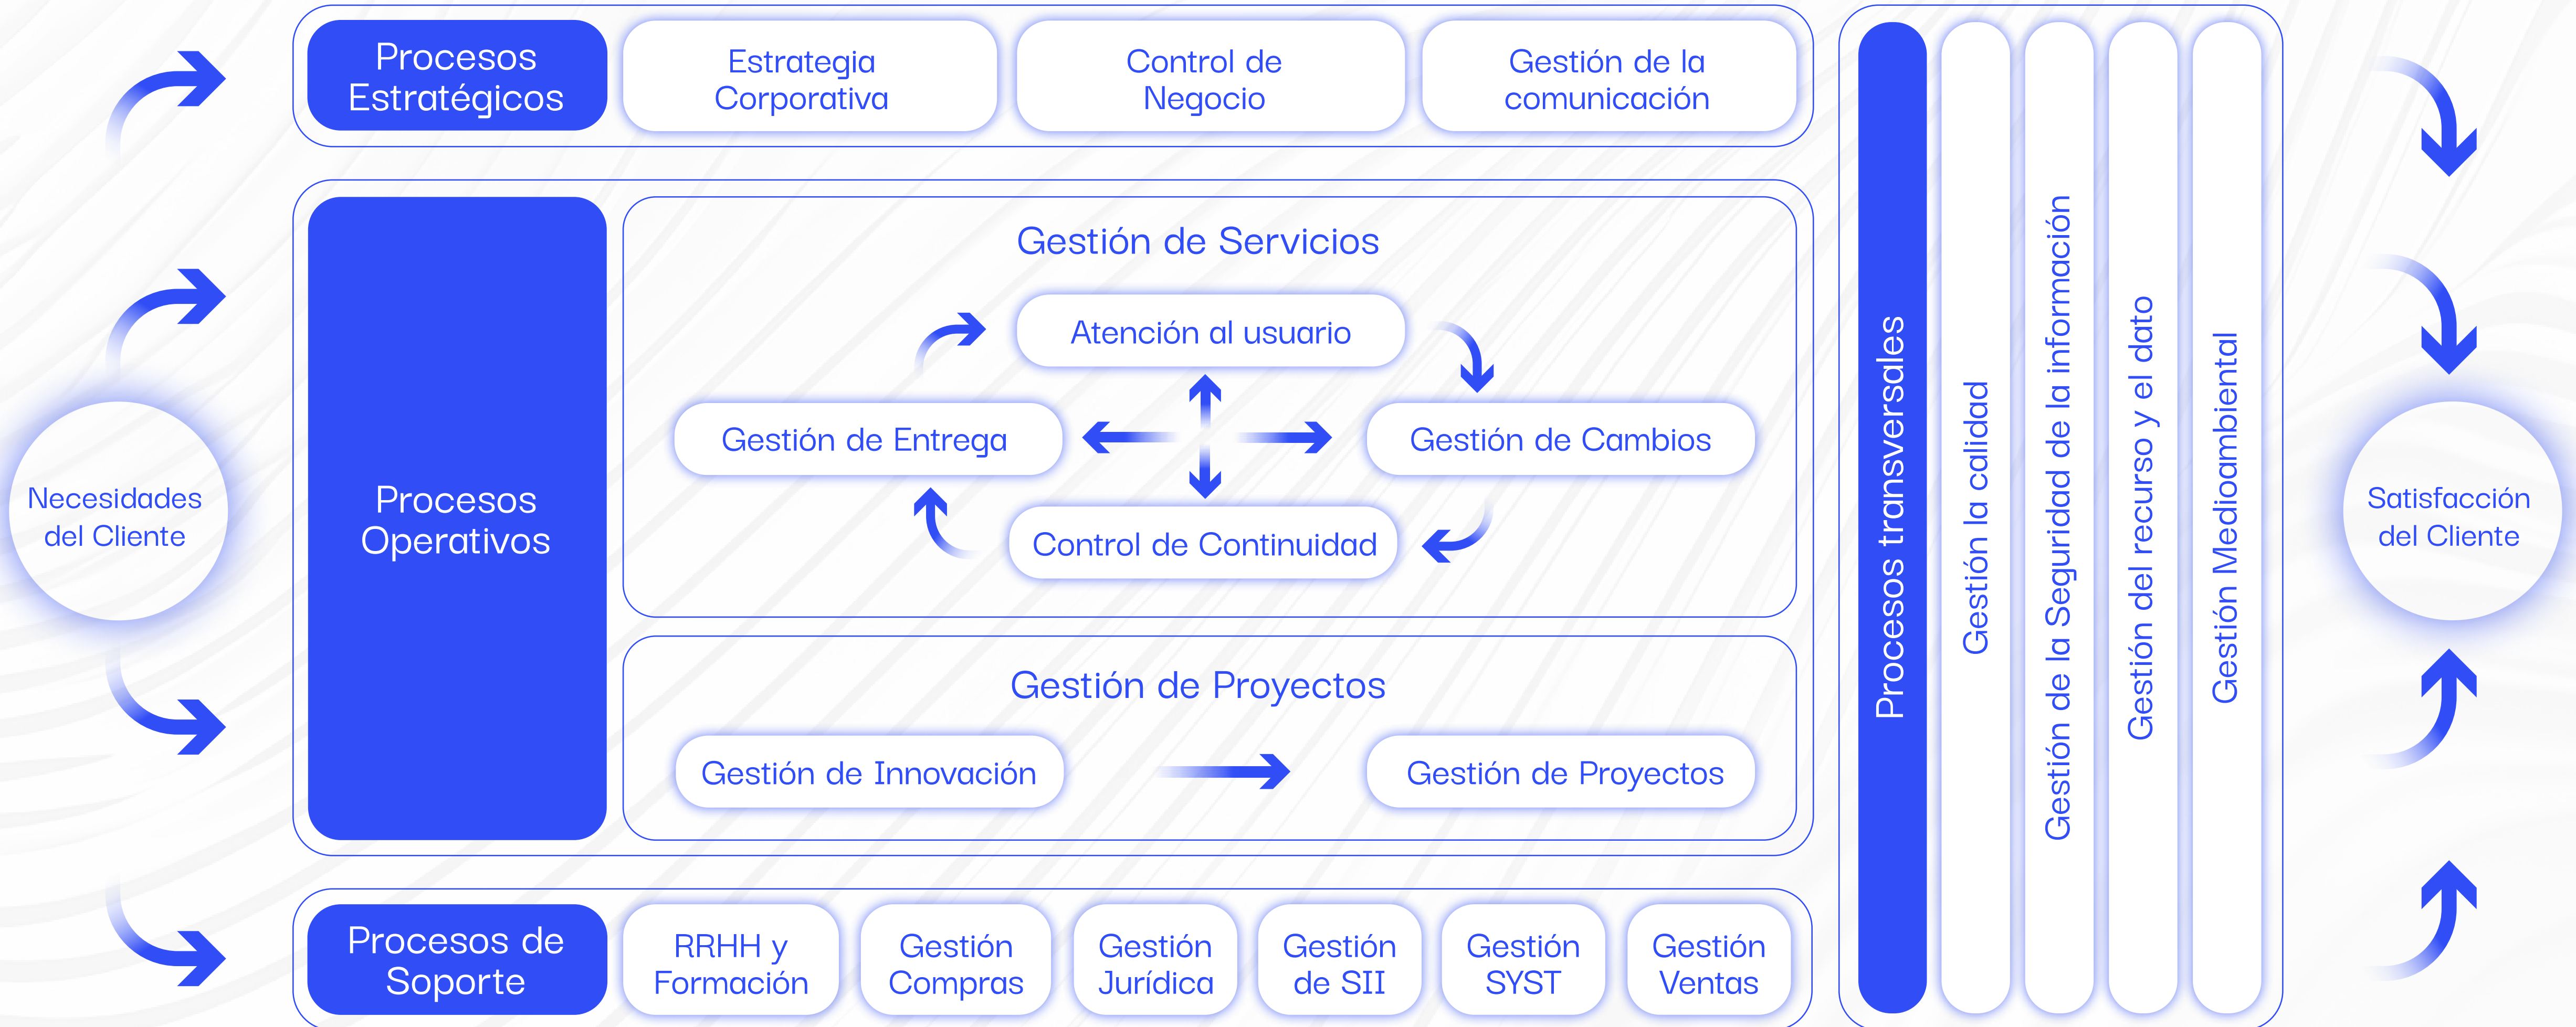 Procesos
Estratégicos
Estrategia
Corporativa
Control de
Negocio
Gestión de la
comunicación
Necesidades
del Cliente
Procesos
Operativos
Gestión de Servicios
Atención al usuario
Gestión de Entrega
Gestión de Cambios
Control de Continuidad
Gestión de Proyectos
Gestión de Innovación
Gestión de Proyectos
Procesos de
Soporte
RRHH y
Formación
Gestión
Compras
Gestión
Jurídica
Gestión
de SII
Gestión
SYST
Gestión
Ventas
Procesos transversales
Gestión la calidad
Gestión de la Seguridad de la información
Gestión del recurso y el dato
Gestión Medioambiental
Satisfacción
del Cliente